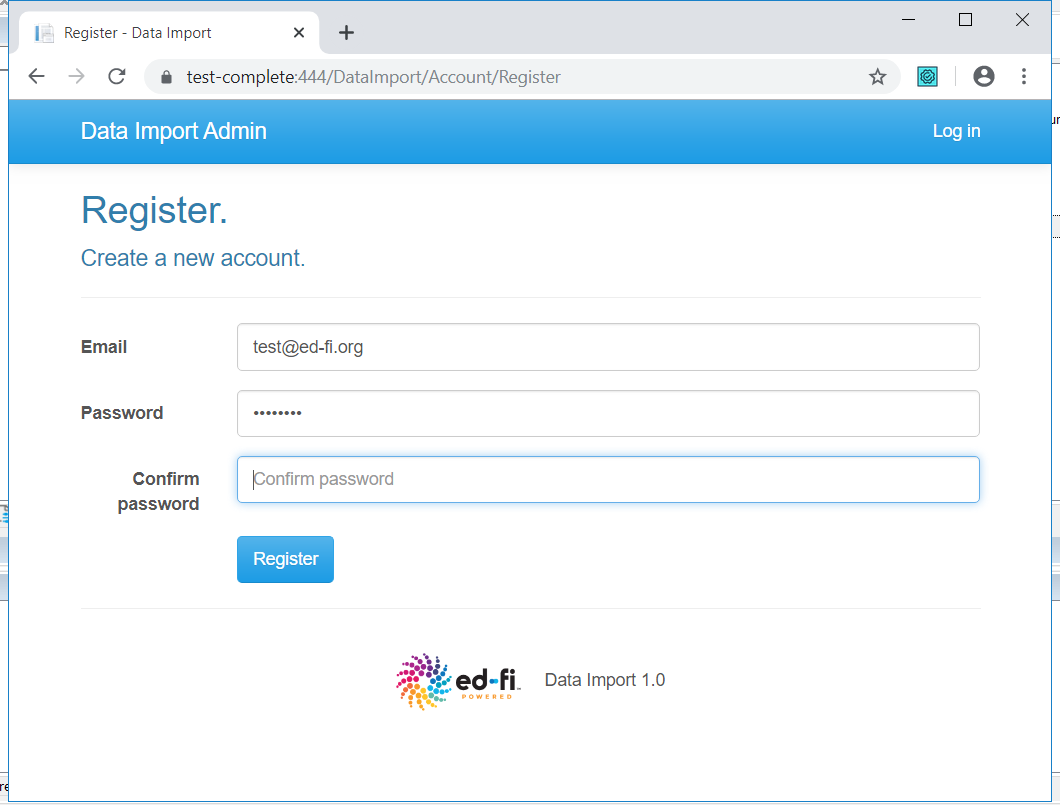 Register - Data Import
test-complete:444/DataImport/Account/Register
Data Import Admin
Log in
Register.
Create a new account.
Email
test@ed-fi.org
Password
••••••••
Confirm
password
Confirm password
Register
ed-fi™
POWERED
Data Import 1.0